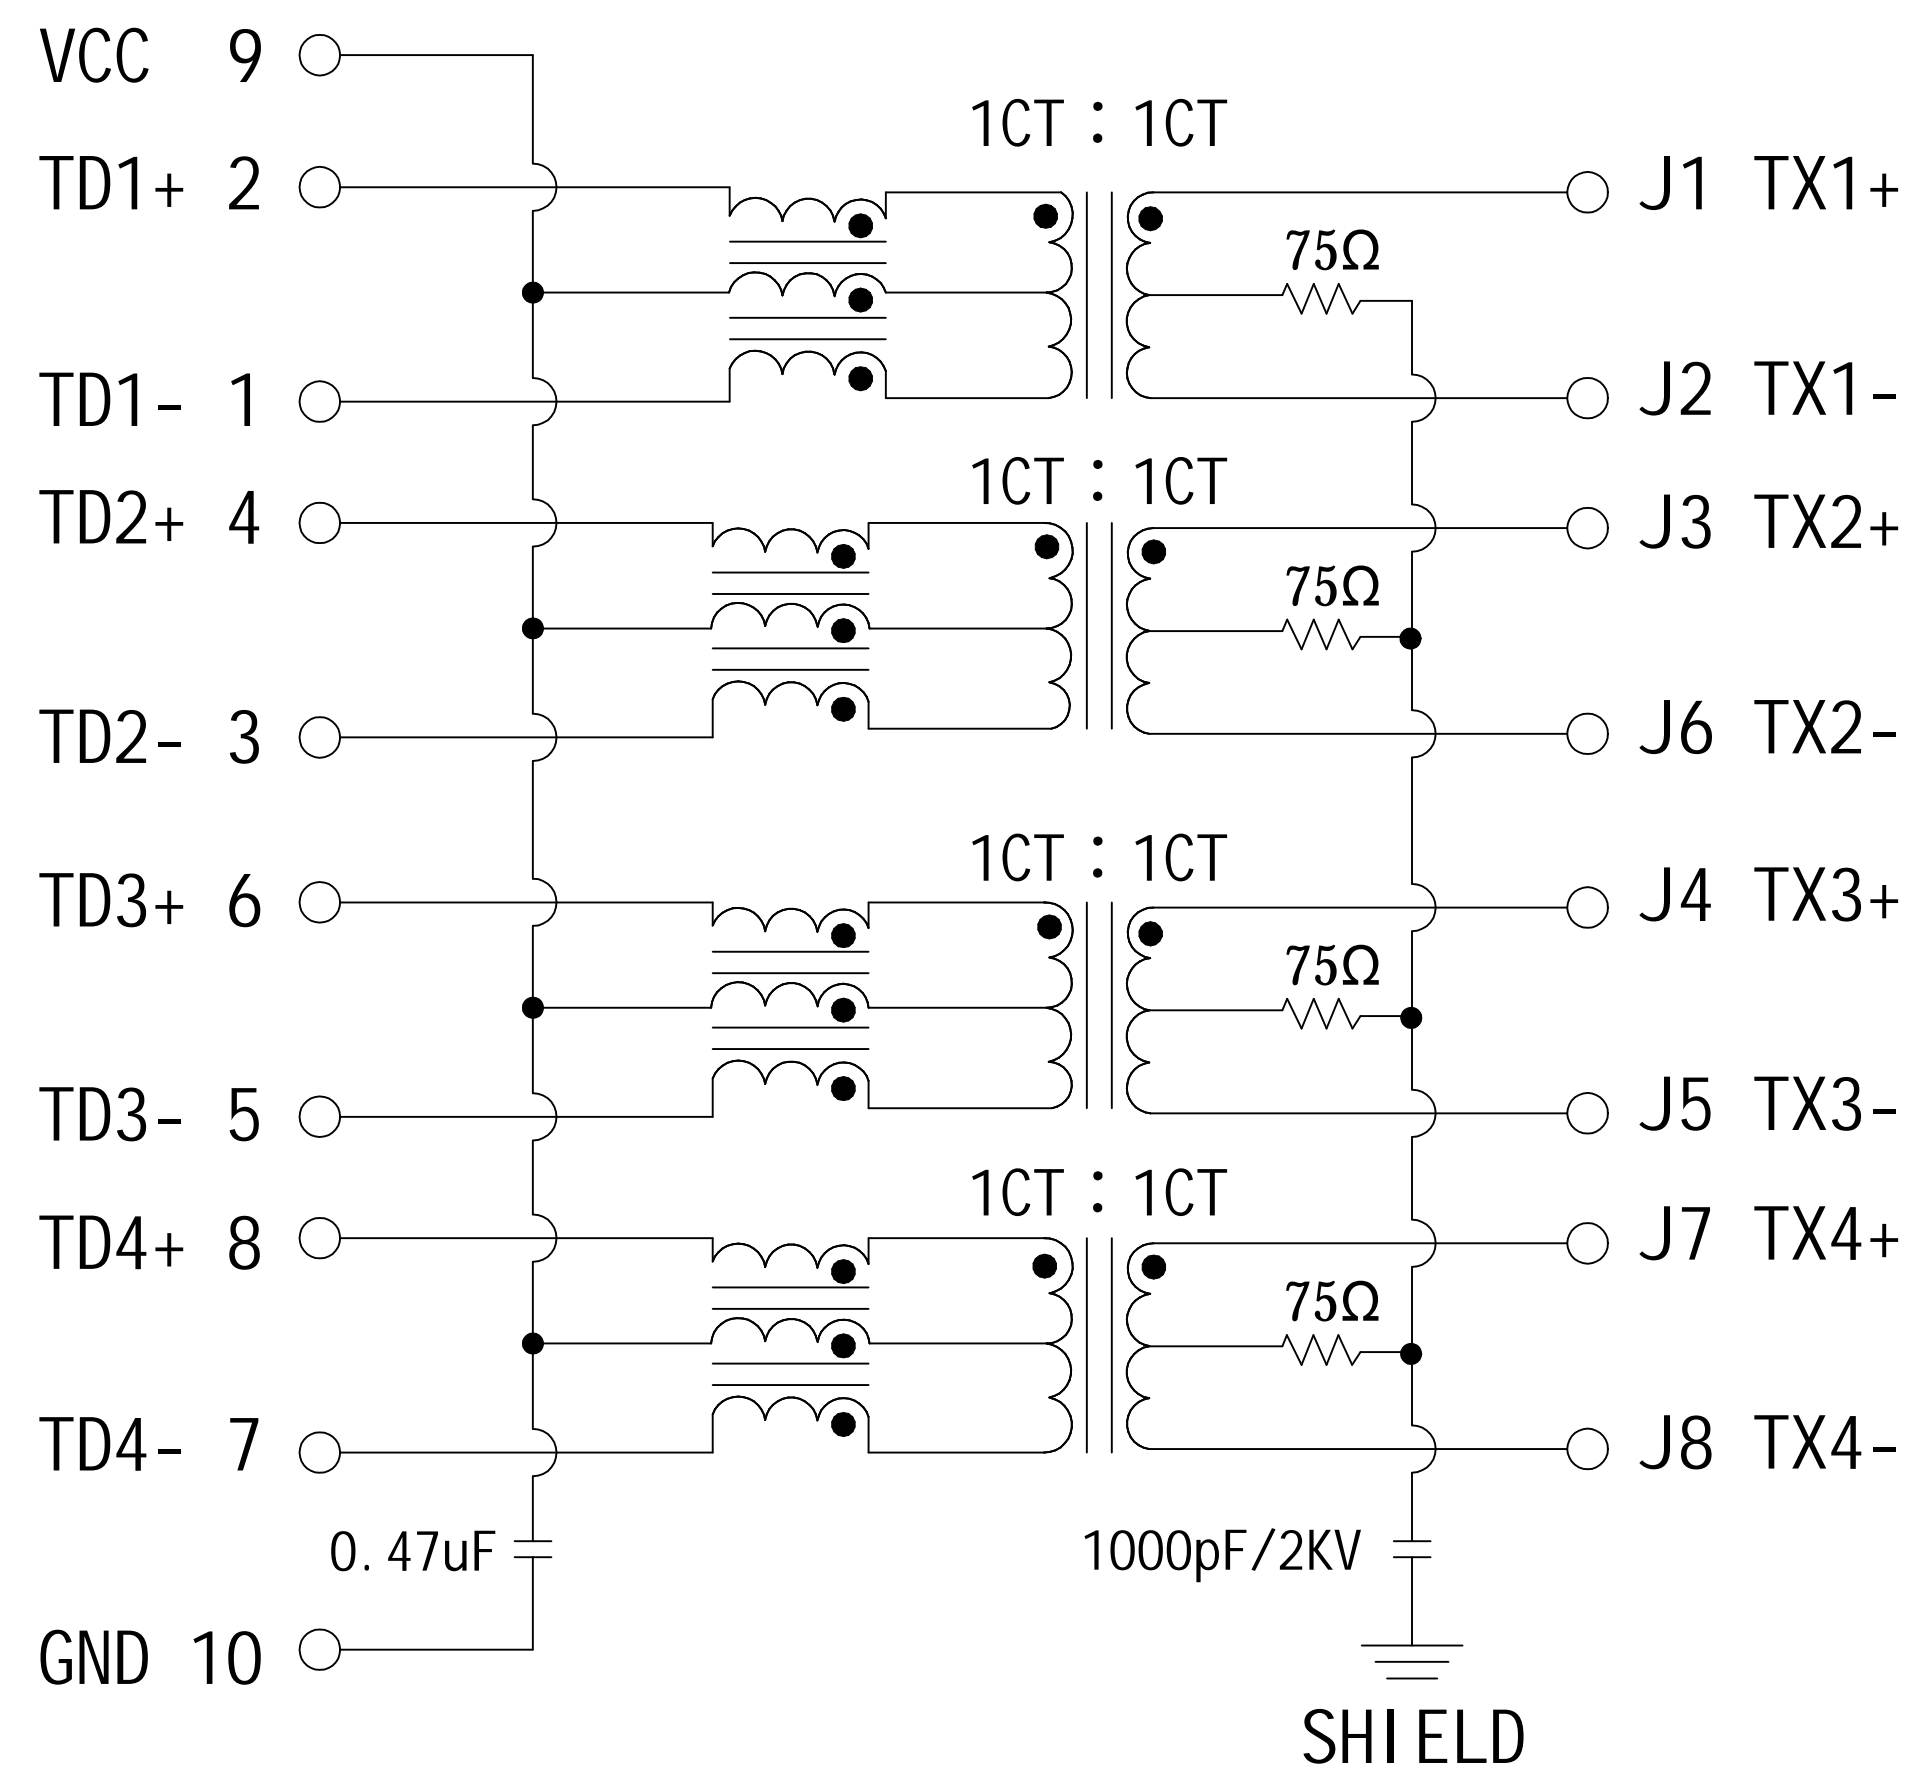 VCC 9
1CT : 1CT
TD1+ 2
J1 TX1+
75Ω
TD1- 1
J2 TX1-
1CT : 1CT
TD2+ 4
J3 TX2+
75Ω
TD2- 3
J6 TX2-
1CT : 1CT
TD3+ 6
J4 TX3+
75Ω
TD3- 5
J5 TX3-
1CT : 1CT
TD4+ 8
J7 TX4+
75Ω
TD4- 7
J8 TX4-
0.47uF
1000pF/2KV
GND 10
SHIELD